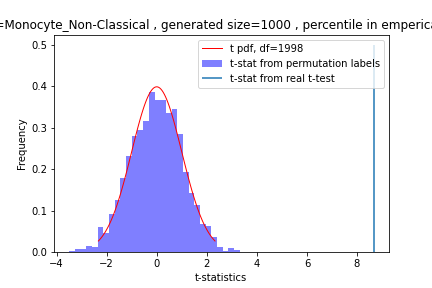 =Monocyte_Non-Classical , generated size=1000 , percentile in emperica
t pdf, df=1998
t-stat from permutation labels
t-stat from real t-test
Frequency
0.5
0.4
0.3
0.2
0.1
0.0
−4 −2 0 2 4 6 8
t-statistics